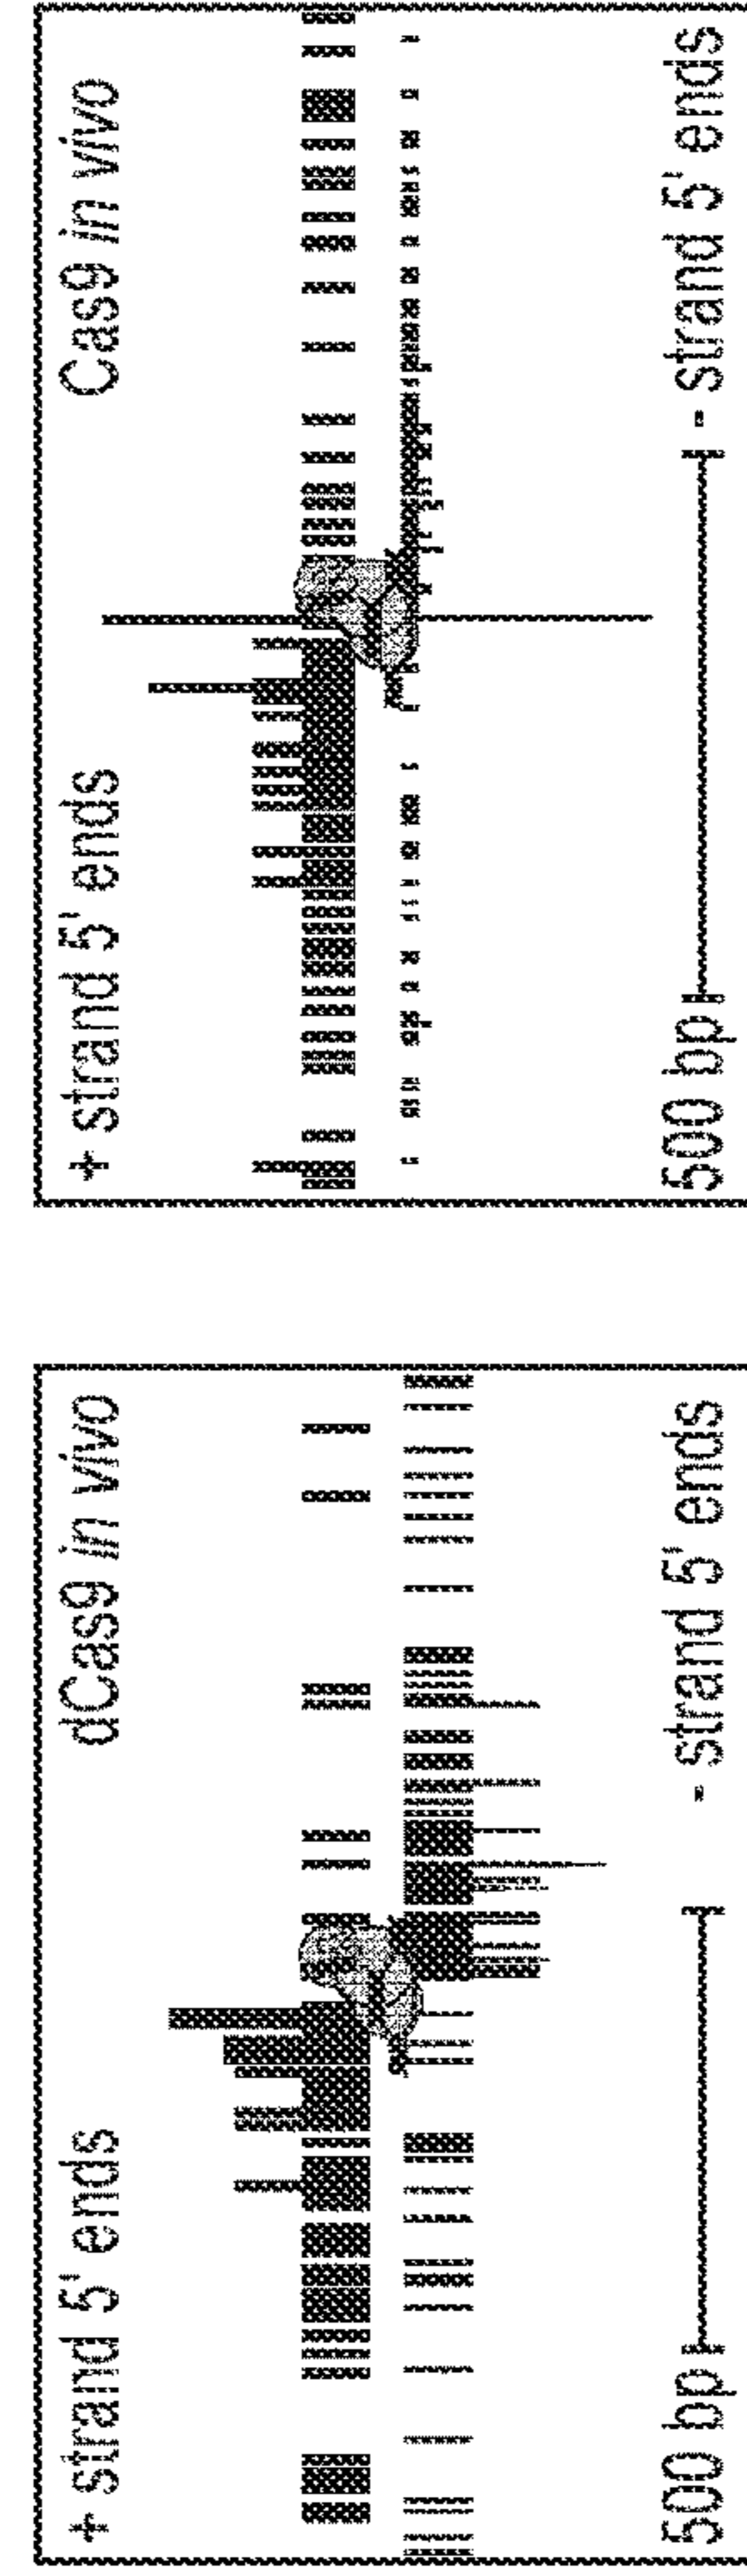 + strand 5' ends
dCas9 in vivo
500 bp
- strand 5' ends
+ strand 5' ends
Cas9 in vivo
500 bp
- strand 5' ends